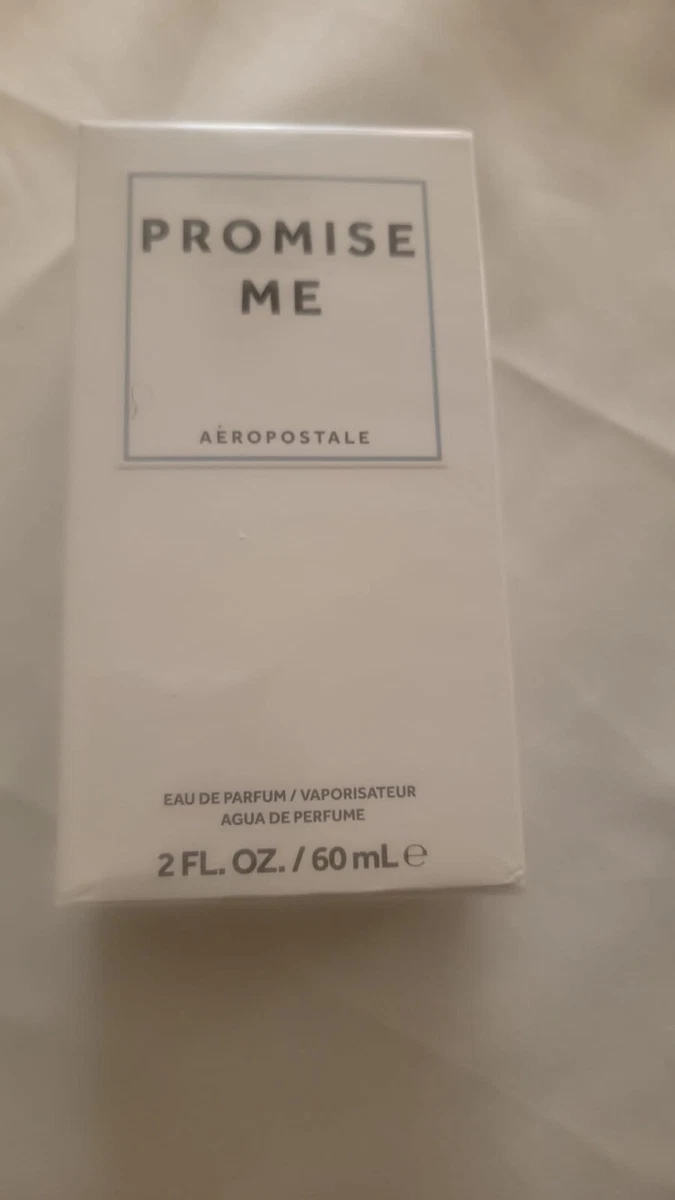 PROMISE
ME
AÉROPOSTALE
EAU DE PARFUM / VAPORISATEUR
AGUA DE PERFUME
2 FL. OZ. / 60 mL ℮